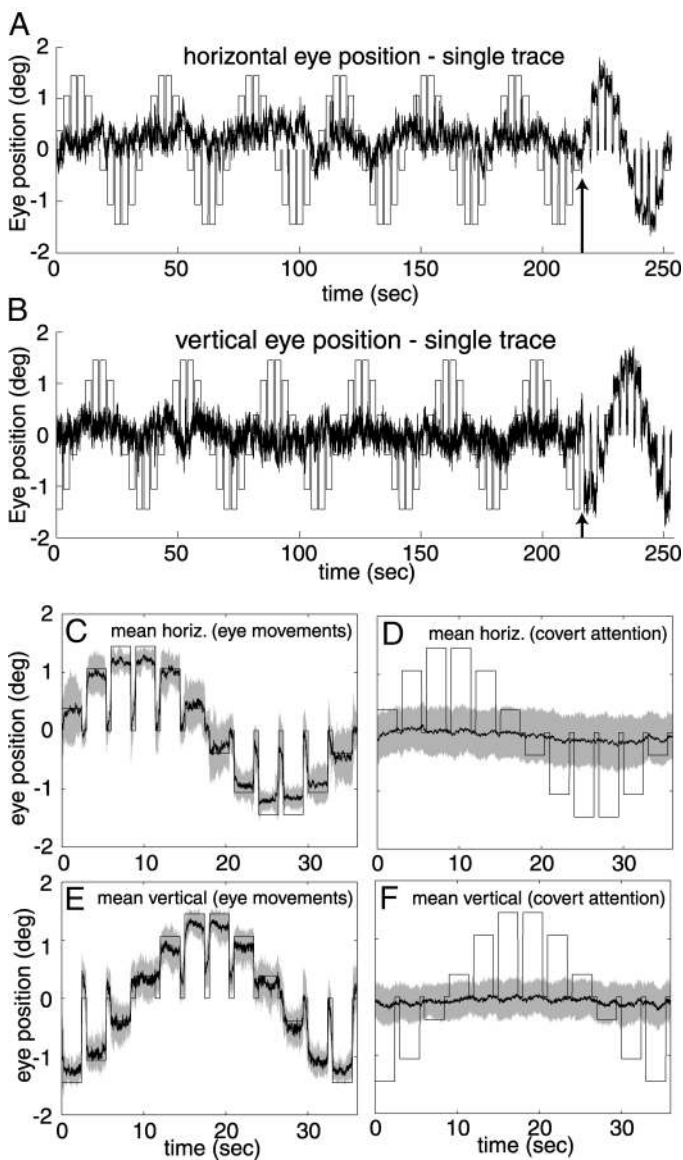 A
horizontal eye position - single trace
Eye position (deg)
2
1
0
-1
-2
0 50 100 150 200 250
time (sec)
B
vertical eye position - single trace
Eye position (deg)
2
1
0
-1
-2
0 50 100 150 200 250
time (sec)
C mean horiz. (eye movements)
eye position (deg)
2
1
0
-1
-2
0 10 20 30
D mean horiz. (covert attention)
0 10 20 30
E mean vertical (eye movements)
eye position (deg)
2
1
0
-1
-2
0 10 20 30
time (sec)
F mean vertical (covert attention)
0 10 20 30
time (sec)